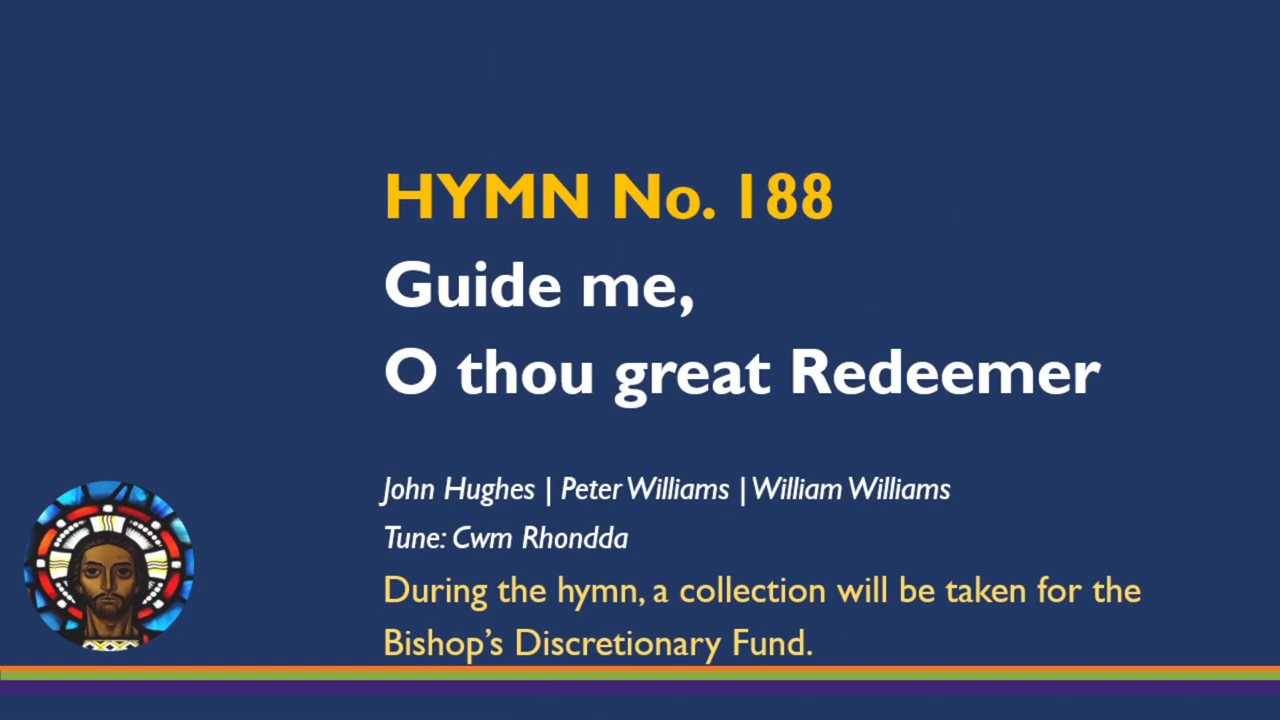 HYMN No. 188
Guide me,
O thou great Redeemer
John Hughes | Peter Williams | William Williams
Tune: Cwm Rhondda
During the hymn, a collection will be taken for the
Bishop’s Discretionary Fund.